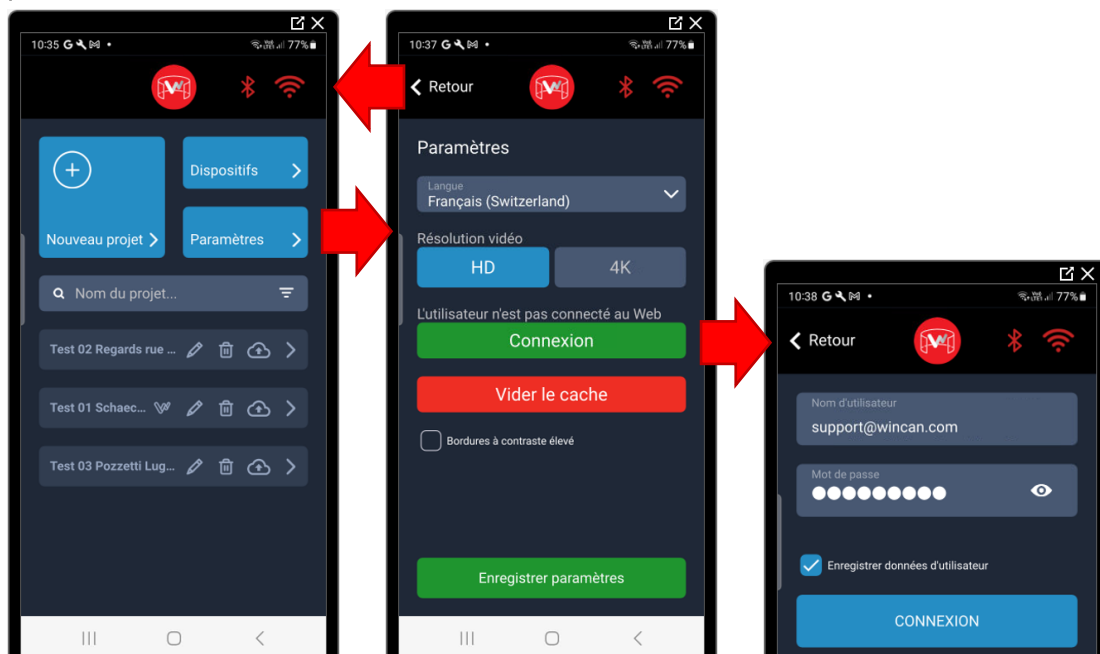 10:35 G 77%
Dispositifs
Nouveau projet
Paramètres
Nom du projet...
Test 02 Regards rue ...
Test 01 Schaec...
Test 03 Pozzetti Lug...
10:37 G 77%
Retour
Paramètres
Langue
Français (Switzerland)
Résolution vidéo
HD 4K
L'utilisateur n'est pas connecté au Web
Connexion
Vider le cache
Bordures à contraste élevé
Enregistrer paramètres
10:38 G 77%
Retour
Nom d'utilisateur
support@wincan.com
Mot de passe
Enregistrer données d'utilisateur
CONNEXION